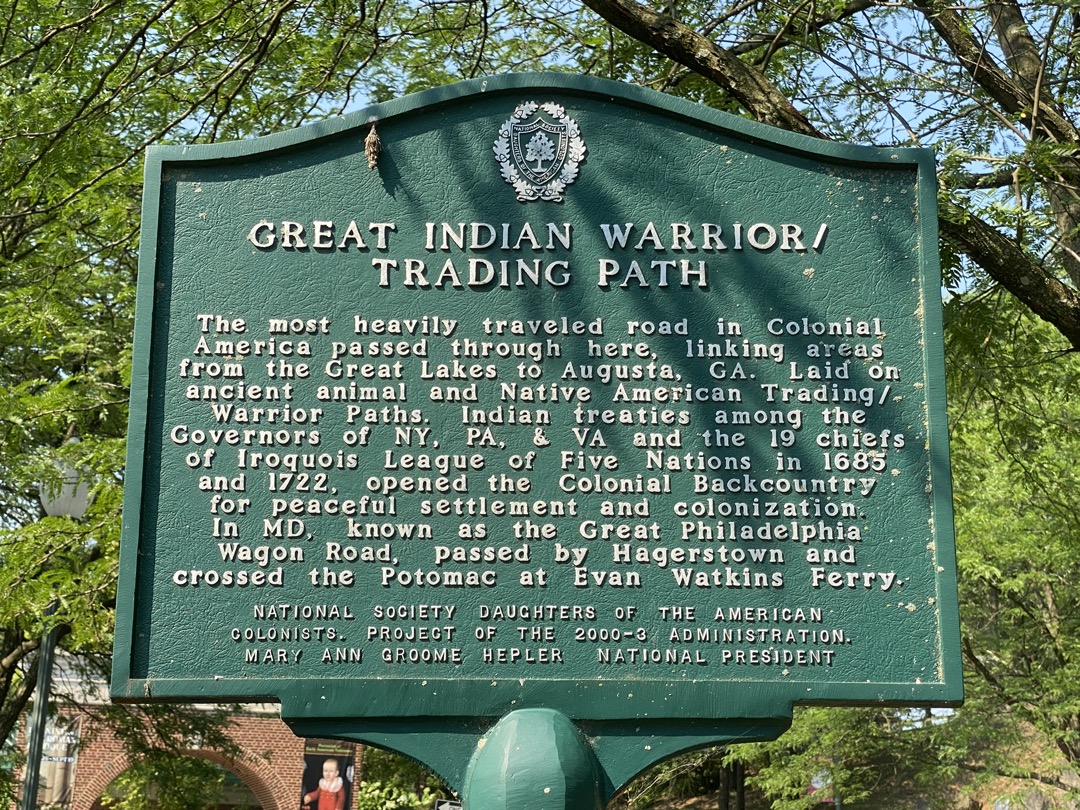 NATIONAL SOCIETY
GREAT INDIAN WARRIOR/
TRADING PATH
The most heavily traveled road in Colonial
America passed through here, linking areas
from the Great Lakes to Augusta, GA. Laid on
ancient animal and Native American Trading/
Warrior Paths. Indian treaties among the
Governors of NY, PA, & VA and the 19 chiefs
of Iroquois League of Five Nations in 1685
and 1722, opened the Colonial Backcountry
for peaceful settlement and colonization.
In MD, known as the Great Philadelphia
Wagon Road, passed by Hagerstown and
crossed the Potomac at Evan Watkins Ferry.
NATIONAL SOCIETY DAUGHTERS OF THE AMERICAN
COLONISTS. PROJECT OF THE 2000-3 ADMINISTRATION.
MARY ANN GROOME HEPLER NATIONAL PRESIDENT